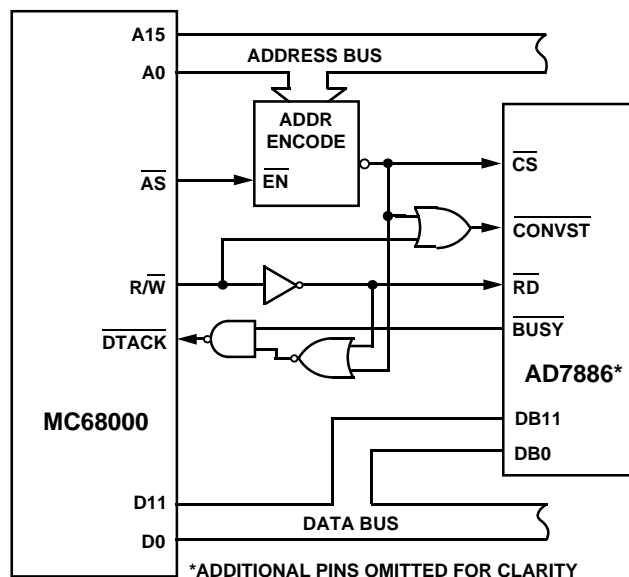 A15
ADDRESS BUS
A0
ADDR
ENCODE
AS
EN
CS
CONVST
R/W
RD
DTACK
BUSY
AD7886*
MC68000
DB11
DB0
D11
DATA BUS
D0
*ADDITIONAL PINS OMITTED FOR CLARITY